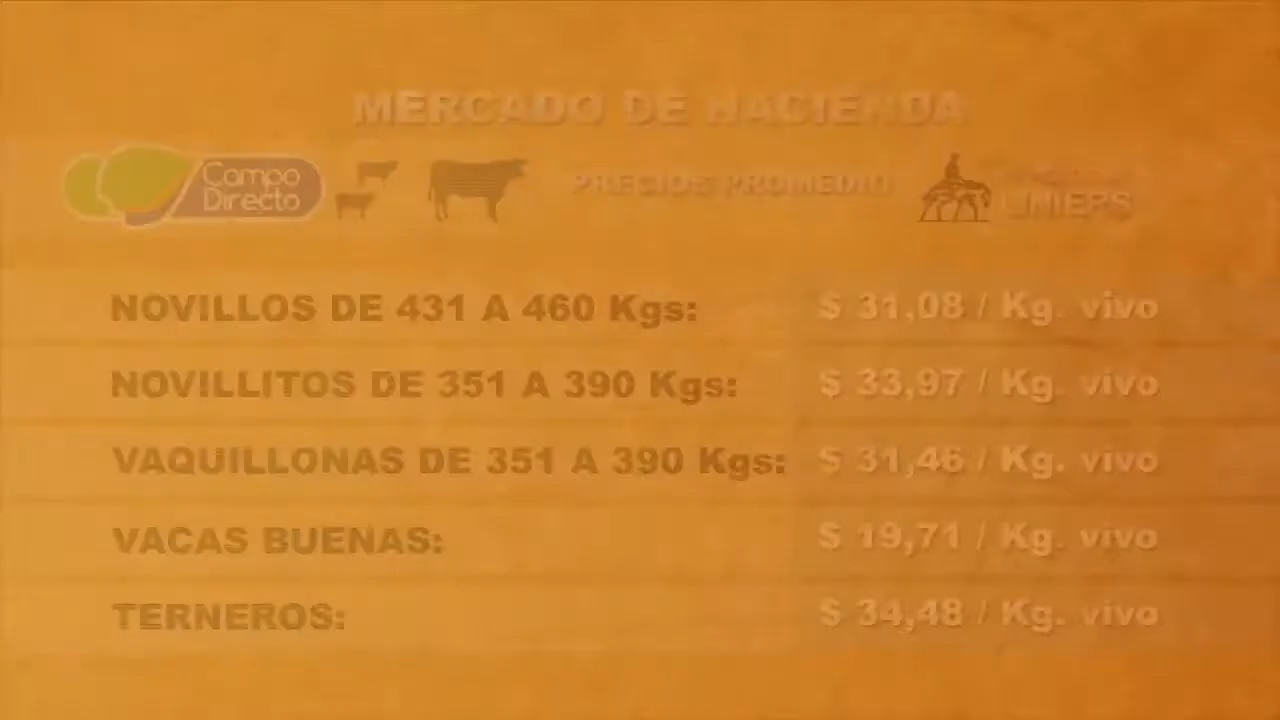 MERCADO DE HACIENDA
Campo
Directo
PRECIOS PROMEDIO
LINIERS
NOVILLOS DE 431 A 460 Kgs: $ 31,08 / Kg. vivo
NOVILLITOS DE 351 A 390 Kgs: $ 33,97 / Kg. vivo
VAQUILLONAS DE 351 A 390 Kgs: $ 31,46 / Kg. vivo
VACAS BUENAS: $ 19,71 / Kg. vivo
TERNEROS: $ 34,48 / Kg. vivo